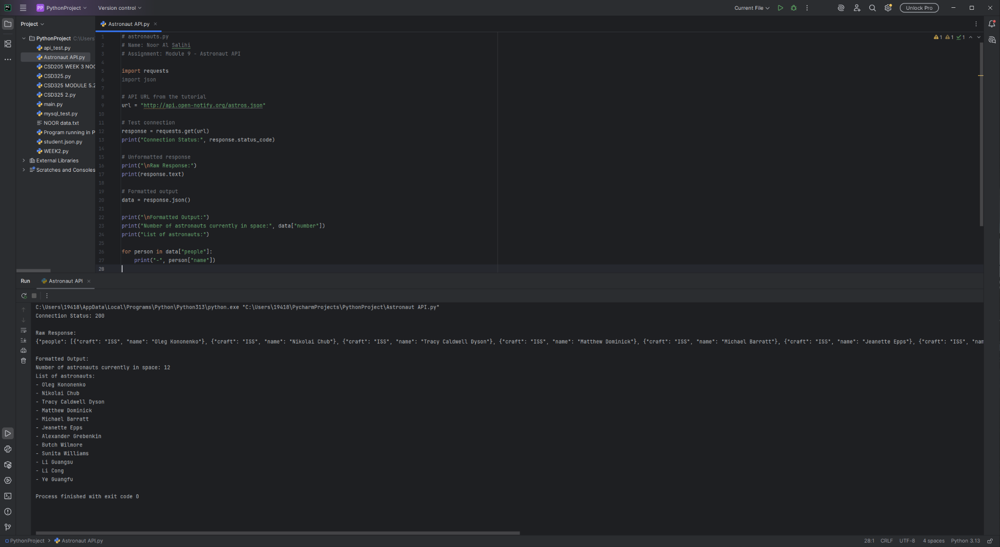 PC PP PythonProject Version control Current File Unlock Pro
Project
Astronaut API.py
PythonProject C:\Users
api_test.py
Astronaut API.py
CSD205 WEEK 3 NOO
CSD325.py
CSD325 MODULE 5.2
CSD325 2.py
main.py
mysql_test.py
NOOR data.txt
Program running in P
student.json.py
WEEK2.py
External Libraries
Scratches and Consoles
1 1 1
1 # astronauts.py
2 # Name: Noor Al Salihi
3 # Assignment: Module 9 - Astronaut API
4
5 import requests
6 import json
7
8 # API URL from the tutorial
9 url = "http://api.open-notify.org/astros.json"
10
11 # Test connection
12 response = requests.get(url)
13 print("Connection Status:", response.status_code)
14
15 # Unformatted response
16 print("\nRaw Response:")
17 print(response.text)
18
19 # Formatted output
20 data = response.json()
21
22 print("\nFormatted Output:")
23 print("Number of astronauts currently in space:", data["number"])
24 print("List of astronauts:")
25
26 for person in data["people"]:
27 print("-", person["name"])
28
Run Astronaut API
C:\Users\19418\AppData\Local\Programs\Python\Python313\python.exe "C:\Users\19418\PycharmProjects\PythonProject\Astronaut API.py"
Connection Status: 200
Raw Response:
{"people": [{"craft": "ISS", "name": "Oleg Kononenko"}, {"craft": "ISS", "name": "Nikolai Chub"}, {"craft": "ISS", "name": "Tracy Caldwell Dyson"}, {"craft": "ISS", "name": "Matthew Dominick"}, {"craft": "ISS", "name": "Michael Barratt"}, {"craft": "ISS", "name": "Jeanette Epps"}, {"craft": "ISS", "nam
Formatted Output:
Number of astronauts currently in space: 12
List of astronauts:
- Oleg Kononenko
- Nikolai Chub
- Tracy Caldwell Dyson
- Matthew Dominick
- Michael Barratt
- Jeanette Epps
- Alexander Grebenkin
- Butch Wilmore
- Sunita Williams
- Li Guangsu
- Li Cong
- Ye Guangfu
Process finished with exit code 0
PythonProject > Astronaut API.py 28:1 CRLF UTF-8 4 spaces Python 3.13